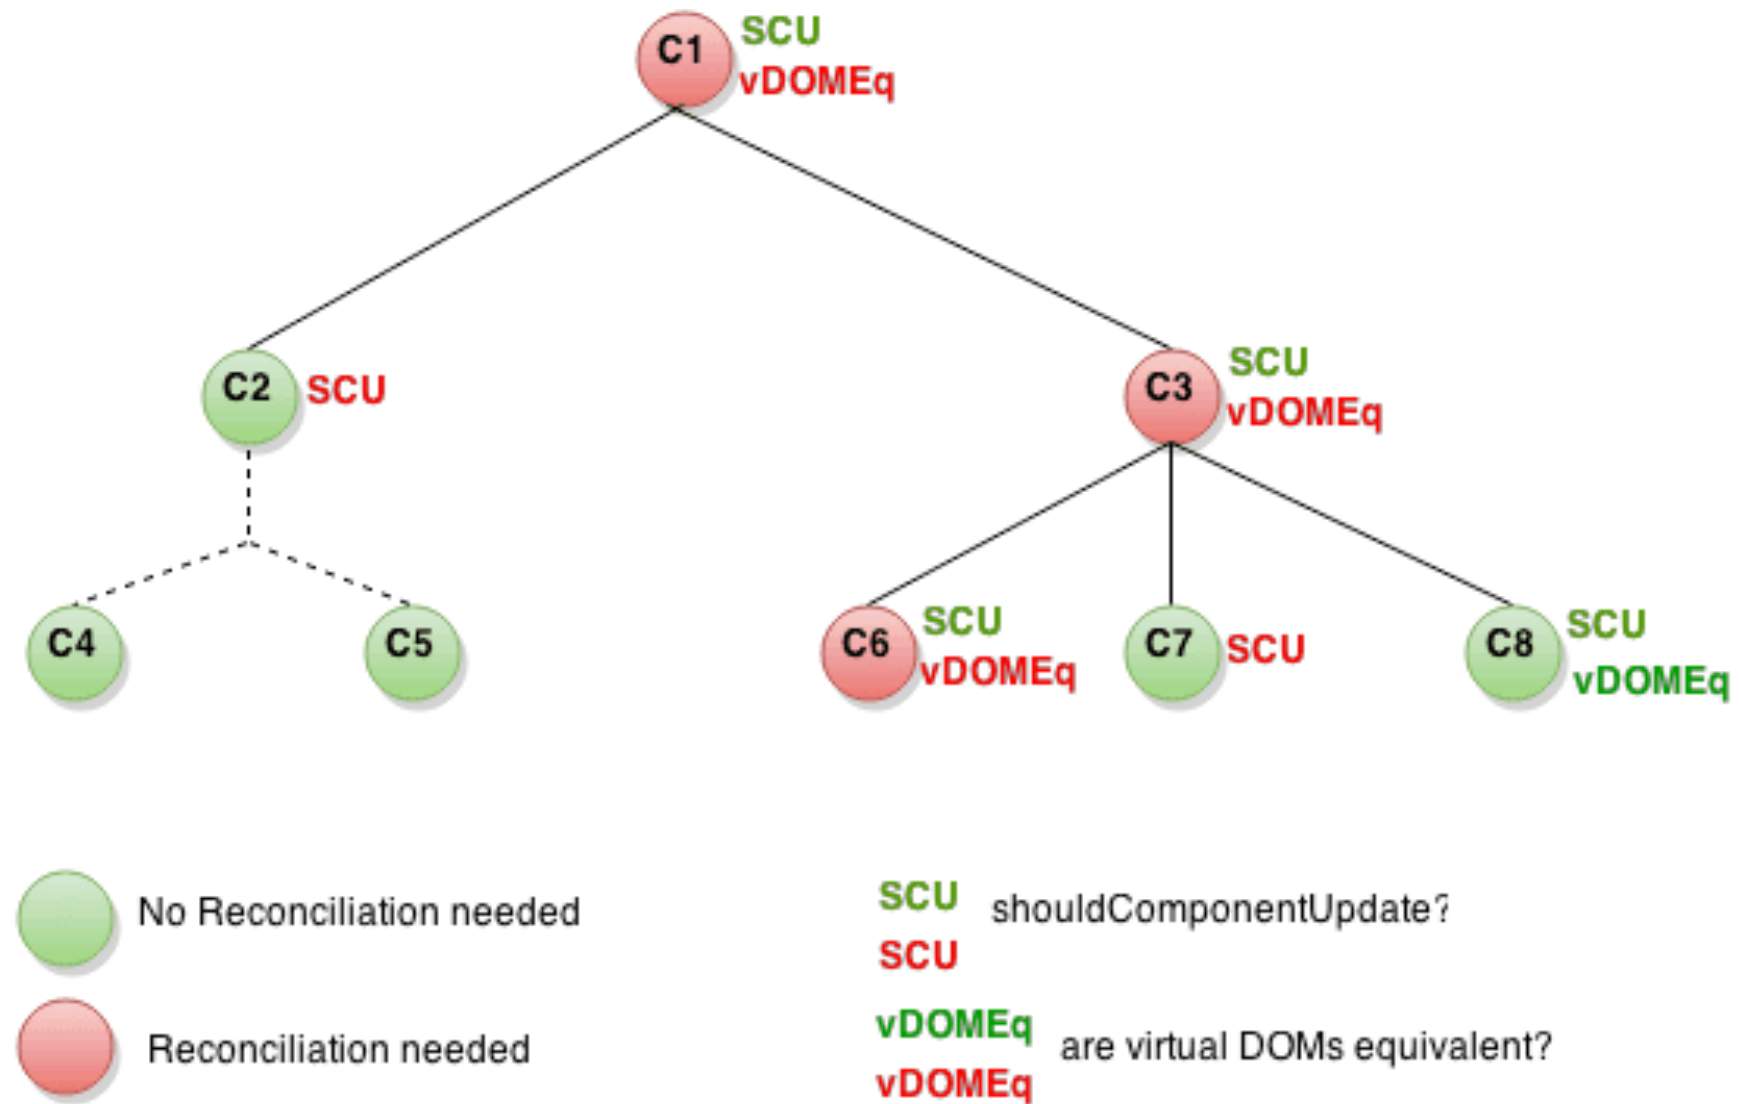 C1 SCU
vDOMEq
C2 SCU
C3 SCU
vDOMEq
C4
C5
C6 SCU
vDOMEq
C7 SCU
C8 SCU
vDOMEq
No Reconciliation needed
Reconciliation needed
SCU shouldComponentUpdate?
SCU
vDOMEq are virtual DOMs equivalent?
vDOMEq